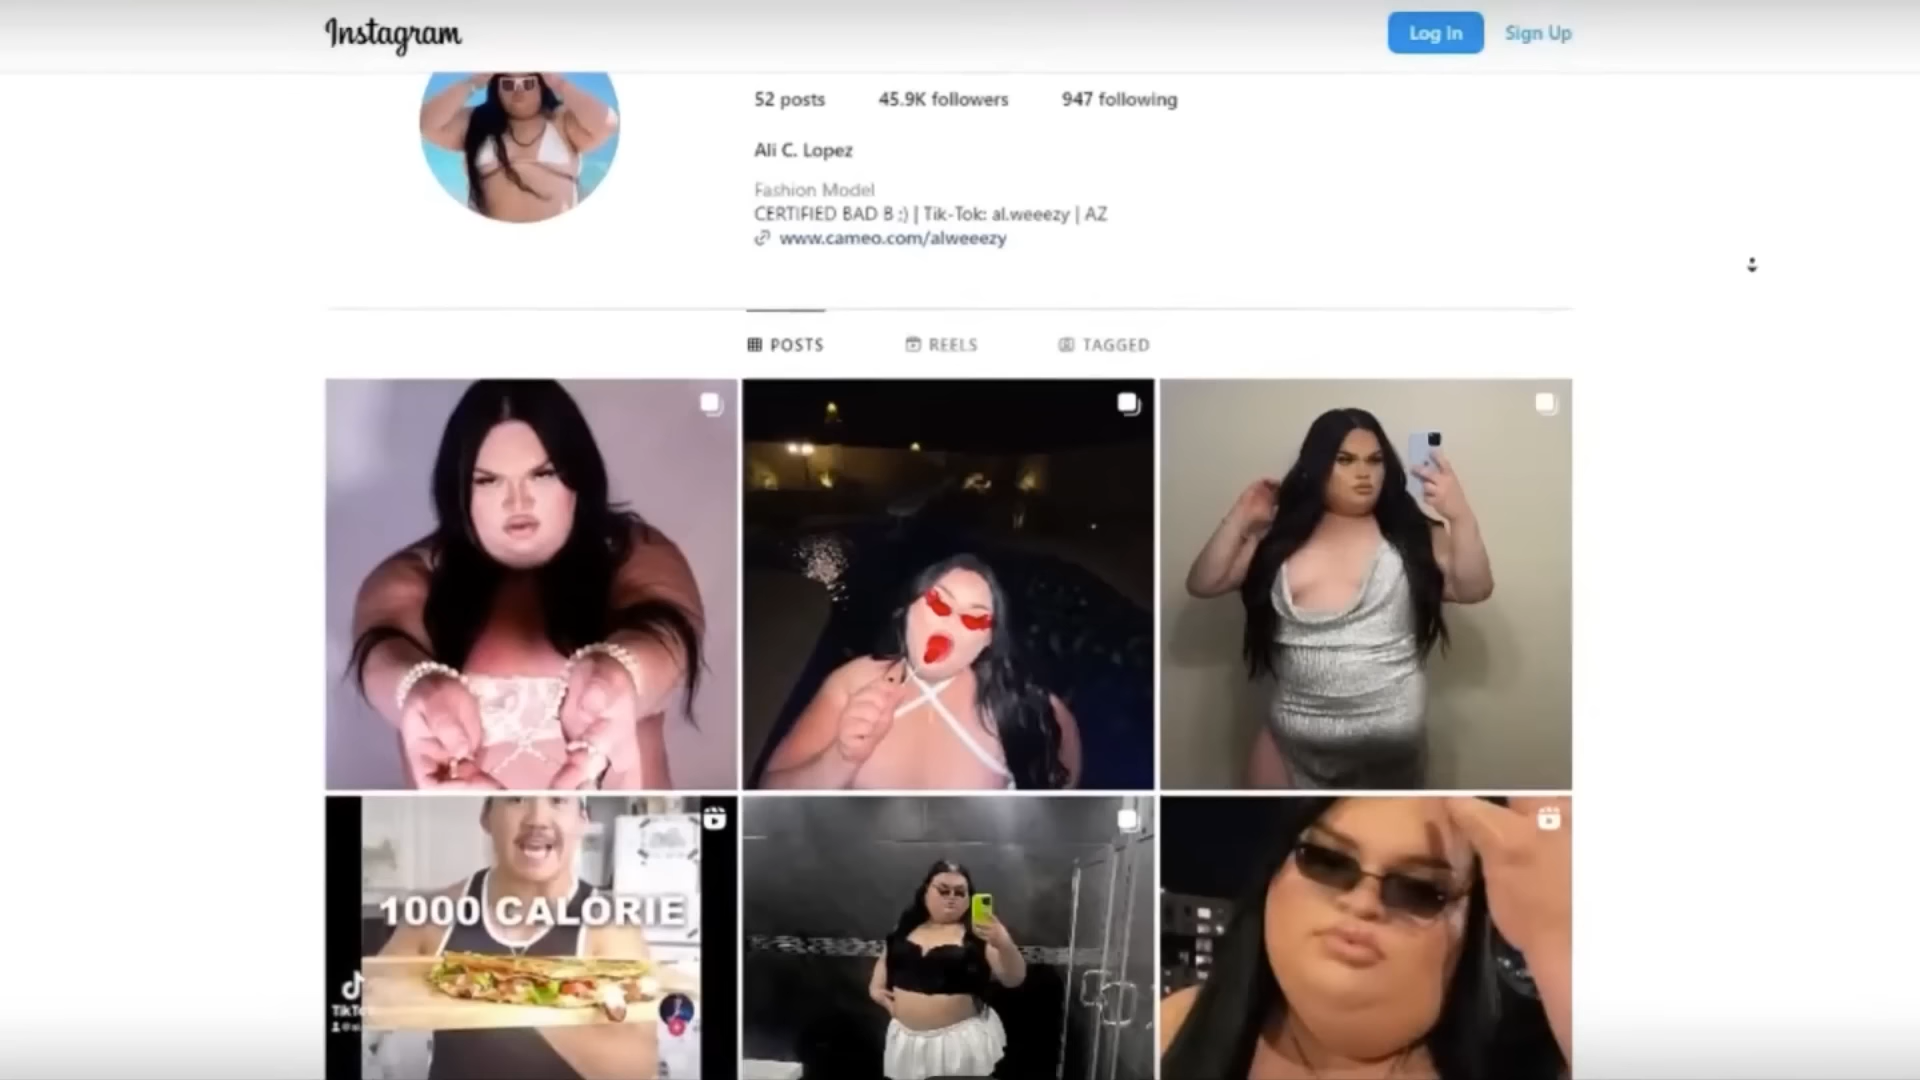 Instagram
Log In
Sign Up
52 posts
45.9K followers
947 following
Ali C. Lopez
Fashion Model
CERTIFIED BAD B :) | Tik-Tok: al.weeezy | AZ
www.cameo.com/alweeezy
POSTS
REELS
TAGGED
1000 CALORIE